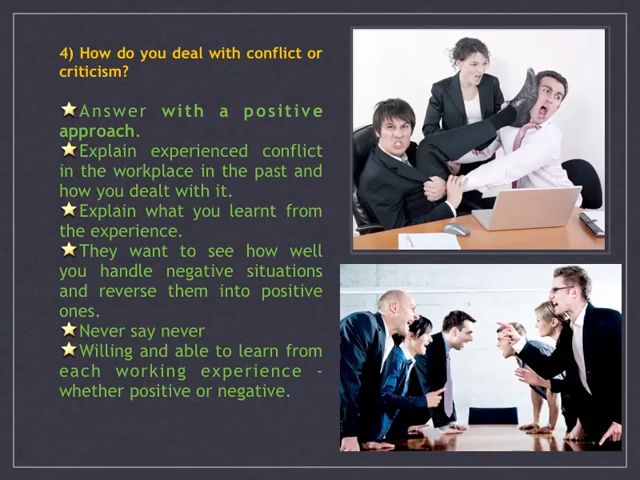 4) How do you deal with conflict or
criticism?
Answer with a positive
approach.
Explain experienced conflict
in the workplace in the past and
how you dealt with it.
Explain what you learnt from
the experience.
They want to see how well
you handle negative situations
and reverse them into positive
ones.
Never say never
Willing and able to learn from
each working experience -
whether positive or negative.